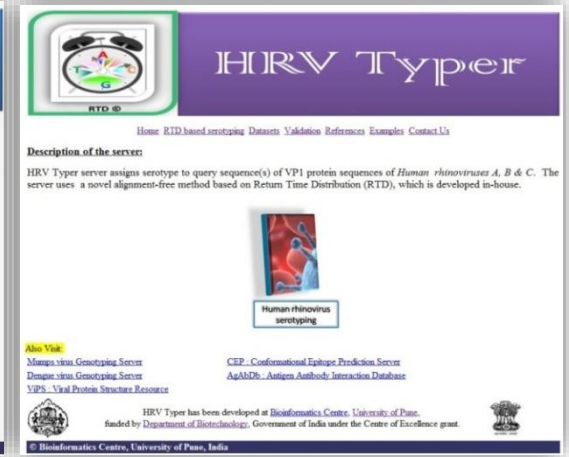 HRV Typer
A
T
C
G
RTD ©
Home RTD based serotyping Datasets Validation References Examples Contact Us
Description of the server:
HRV Typer server assigns serotype to query sequence(s) of VP1 protein sequences of Human rhinoviruses A, B & C. The
server uses a novel alignment-free method based on Return Time Distribution (RTD), which is developed in-house.
Human rhinovirus
serotyping
Also Visit:
Mumps virus Genotyping Server
CEP : Conformational Epitope Prediction Server
Dengue virus Genotyping Server
AgAbDb : Antigen Antibody Interaction Database
ViPS : Viral Protein Structure Resource
HRV Typer has been developed at Bioinformatics Centre, University of Pune,
funded by Department of Biotechnology, Government of India under the Centre of Excellence grant.
© Bioinformatics Centre, University of Pune, India